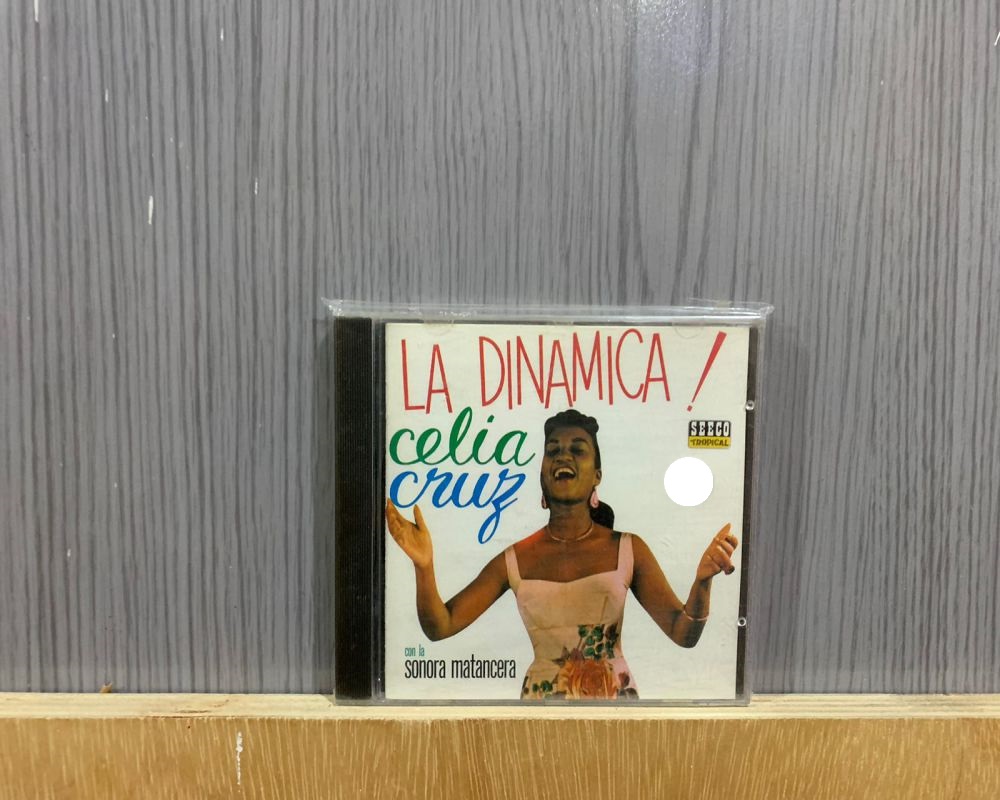 LA DINAMICA!
celia
cruz
SEECO
TROPICAL
con la
sonora matancera